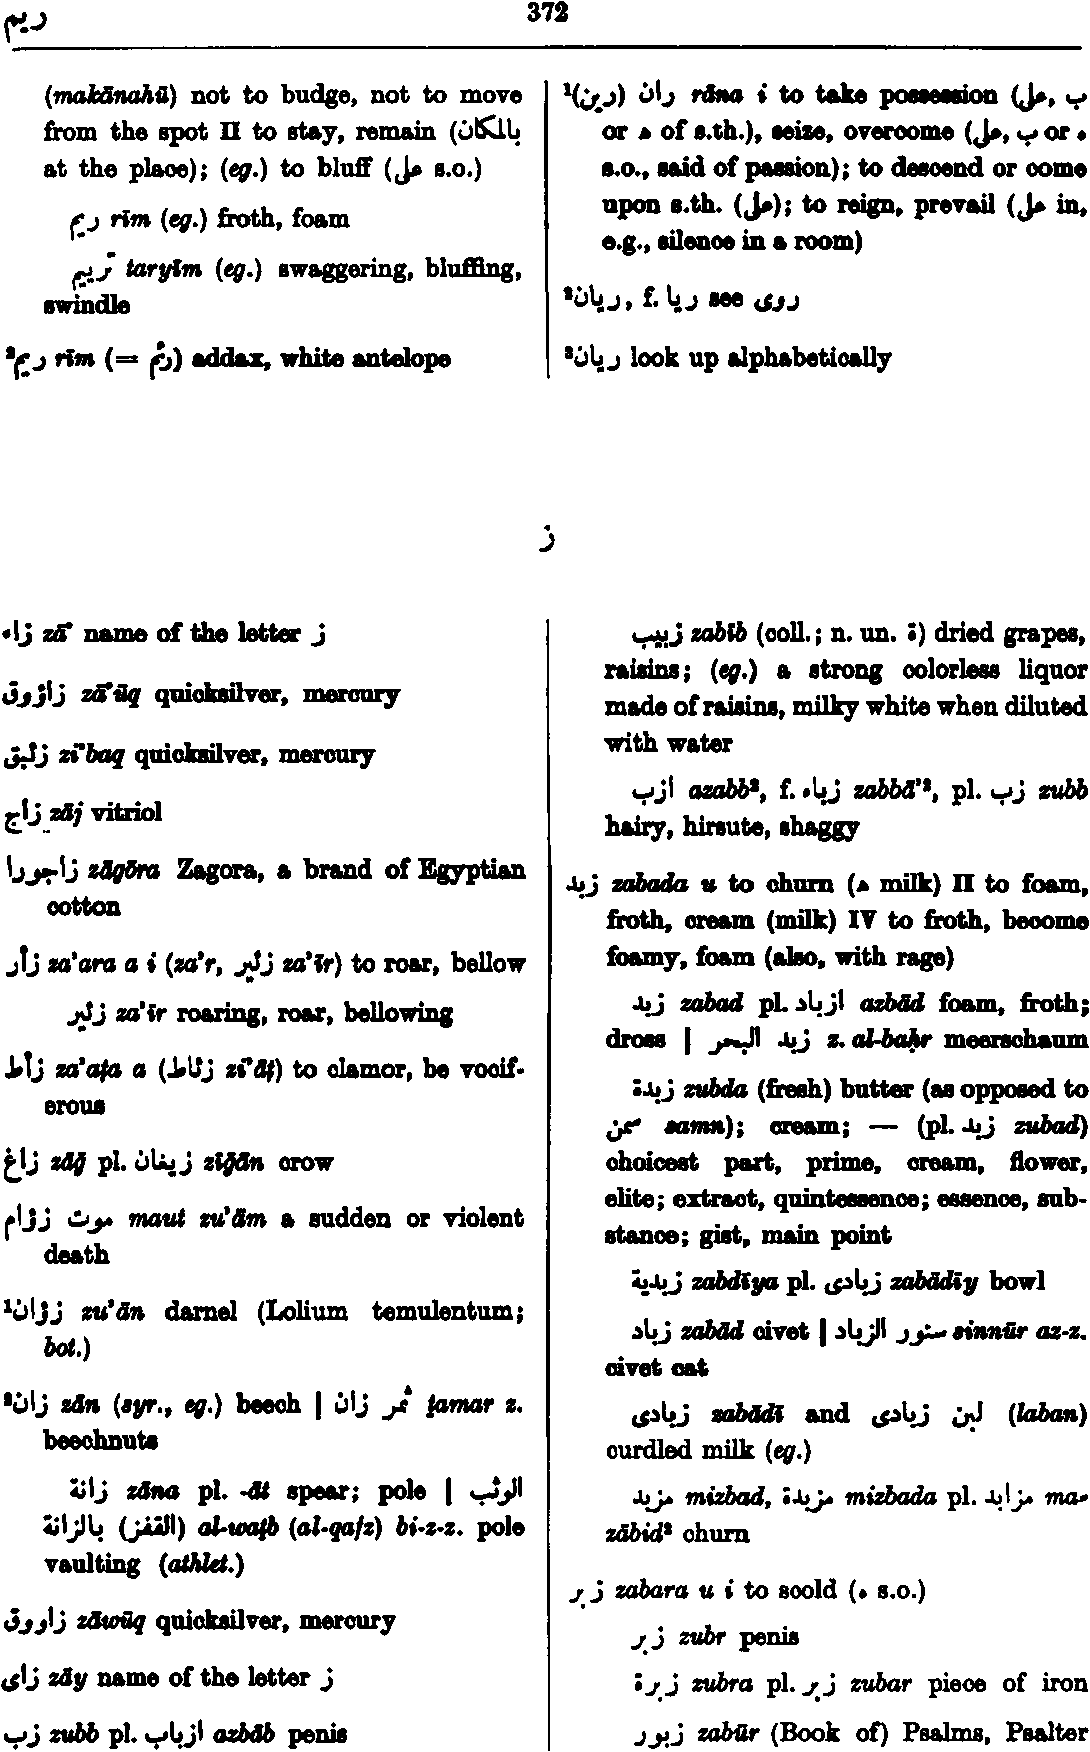 ريم
372
(makānahū) not to budge, not to move
from the spot II to stay, remain (بالمكان
at the place); (eg.) to bluff (على s.o.)
ريم rīm (eg.) froth, foam
تريم taryīm (eg.) swaggering, bluffing,
swindle
²ريم rīm (= رئم) addax, white antelope
¹(رين) ران rāna i to take possession (على, ب
or ه of s.th.), seize, overcome (على, ب or ه
s.o., said of passion); to descend or come
upon s.th. (على); to reign, prevail (على in,
e.g., silence in a room)
²ريان, f. ريا see روى
³ريان look up alphabetically
ز
زاء zā’ name of the letter ز
زاؤوق zā’ūq quicksilver, mercury
زئبق zi’baq quicksilver, mercury
زاج zāj vitriol
زاجورا zāgōra Zagora, a brand of Egyptian
cotton
زأر za’ara a i (za’r, زئير za’īr) to roar, bellow
زئير za’īr roaring, roar, bellowing
زأط za’aṭa a (زئاط zi’āṭ) to clamor, be vocif-
erous
زاغ zāḡ pl. زيغان zīḡān crow
موت زؤام maut zu’ām a sudden or violent
death
¹زؤان zu’ān darnel (Lolium temulentum;
bot.)
²زان zān (syr., eg.) beech | ثمر زان ṯamar z.
beechnuts
زانة zāna pl. -āt spear; pole | الوثب
(القفز) بالزانة al-waṯb (al-qafz) bi-z-z. pole
vaulting (athlet.)
زاووق zāwūq quicksilver, mercury
زاى zāy name of the letter ز
زب zubb pl. ازباب azbāb penis
زبيب zabīb (coll.; n. un. ة) dried grapes,
raisins; (eg.) a strong colorless liquor
made of raisins, milky white when diluted
with water
ازب azabb², f. زباء zabbā’², pl. زب zubb
hairy, hirsute, shaggy
زبد zabada u to churn (ه milk) II to foam,
froth, cream (milk) IV to froth, become
foamy, foam (also, with rage)
زبد zabad pl. ازباد azbād foam, froth;
dross | زبد البحر z. al-baḥr meerschaum
زبدة zubda (fresh) butter (as opposed to
سمن samn); cream; — (pl. زبد zubad)
choicest part, prime, cream, flower,
elite; extract, quintessence; essence, sub-
stance; gist, main point
زبدية zabdīya pl. زبادى zabādīy bowl
زباد zabād civet | سنور الزباد sinnūr az-z.
civet cat
زبادى zabādī and لبن زبادى (laban)
curdled milk (eg.)
مزبد mizbad, مزبدة mizbada pl. مزابد ma-
zābid² churn
زبر zabara u i to scold (ه s.o.)
زبر zubr penis
زبرة zubra pl. زبر zubar piece of iron
زبور zabūr (Book of) Psalms, Psalter